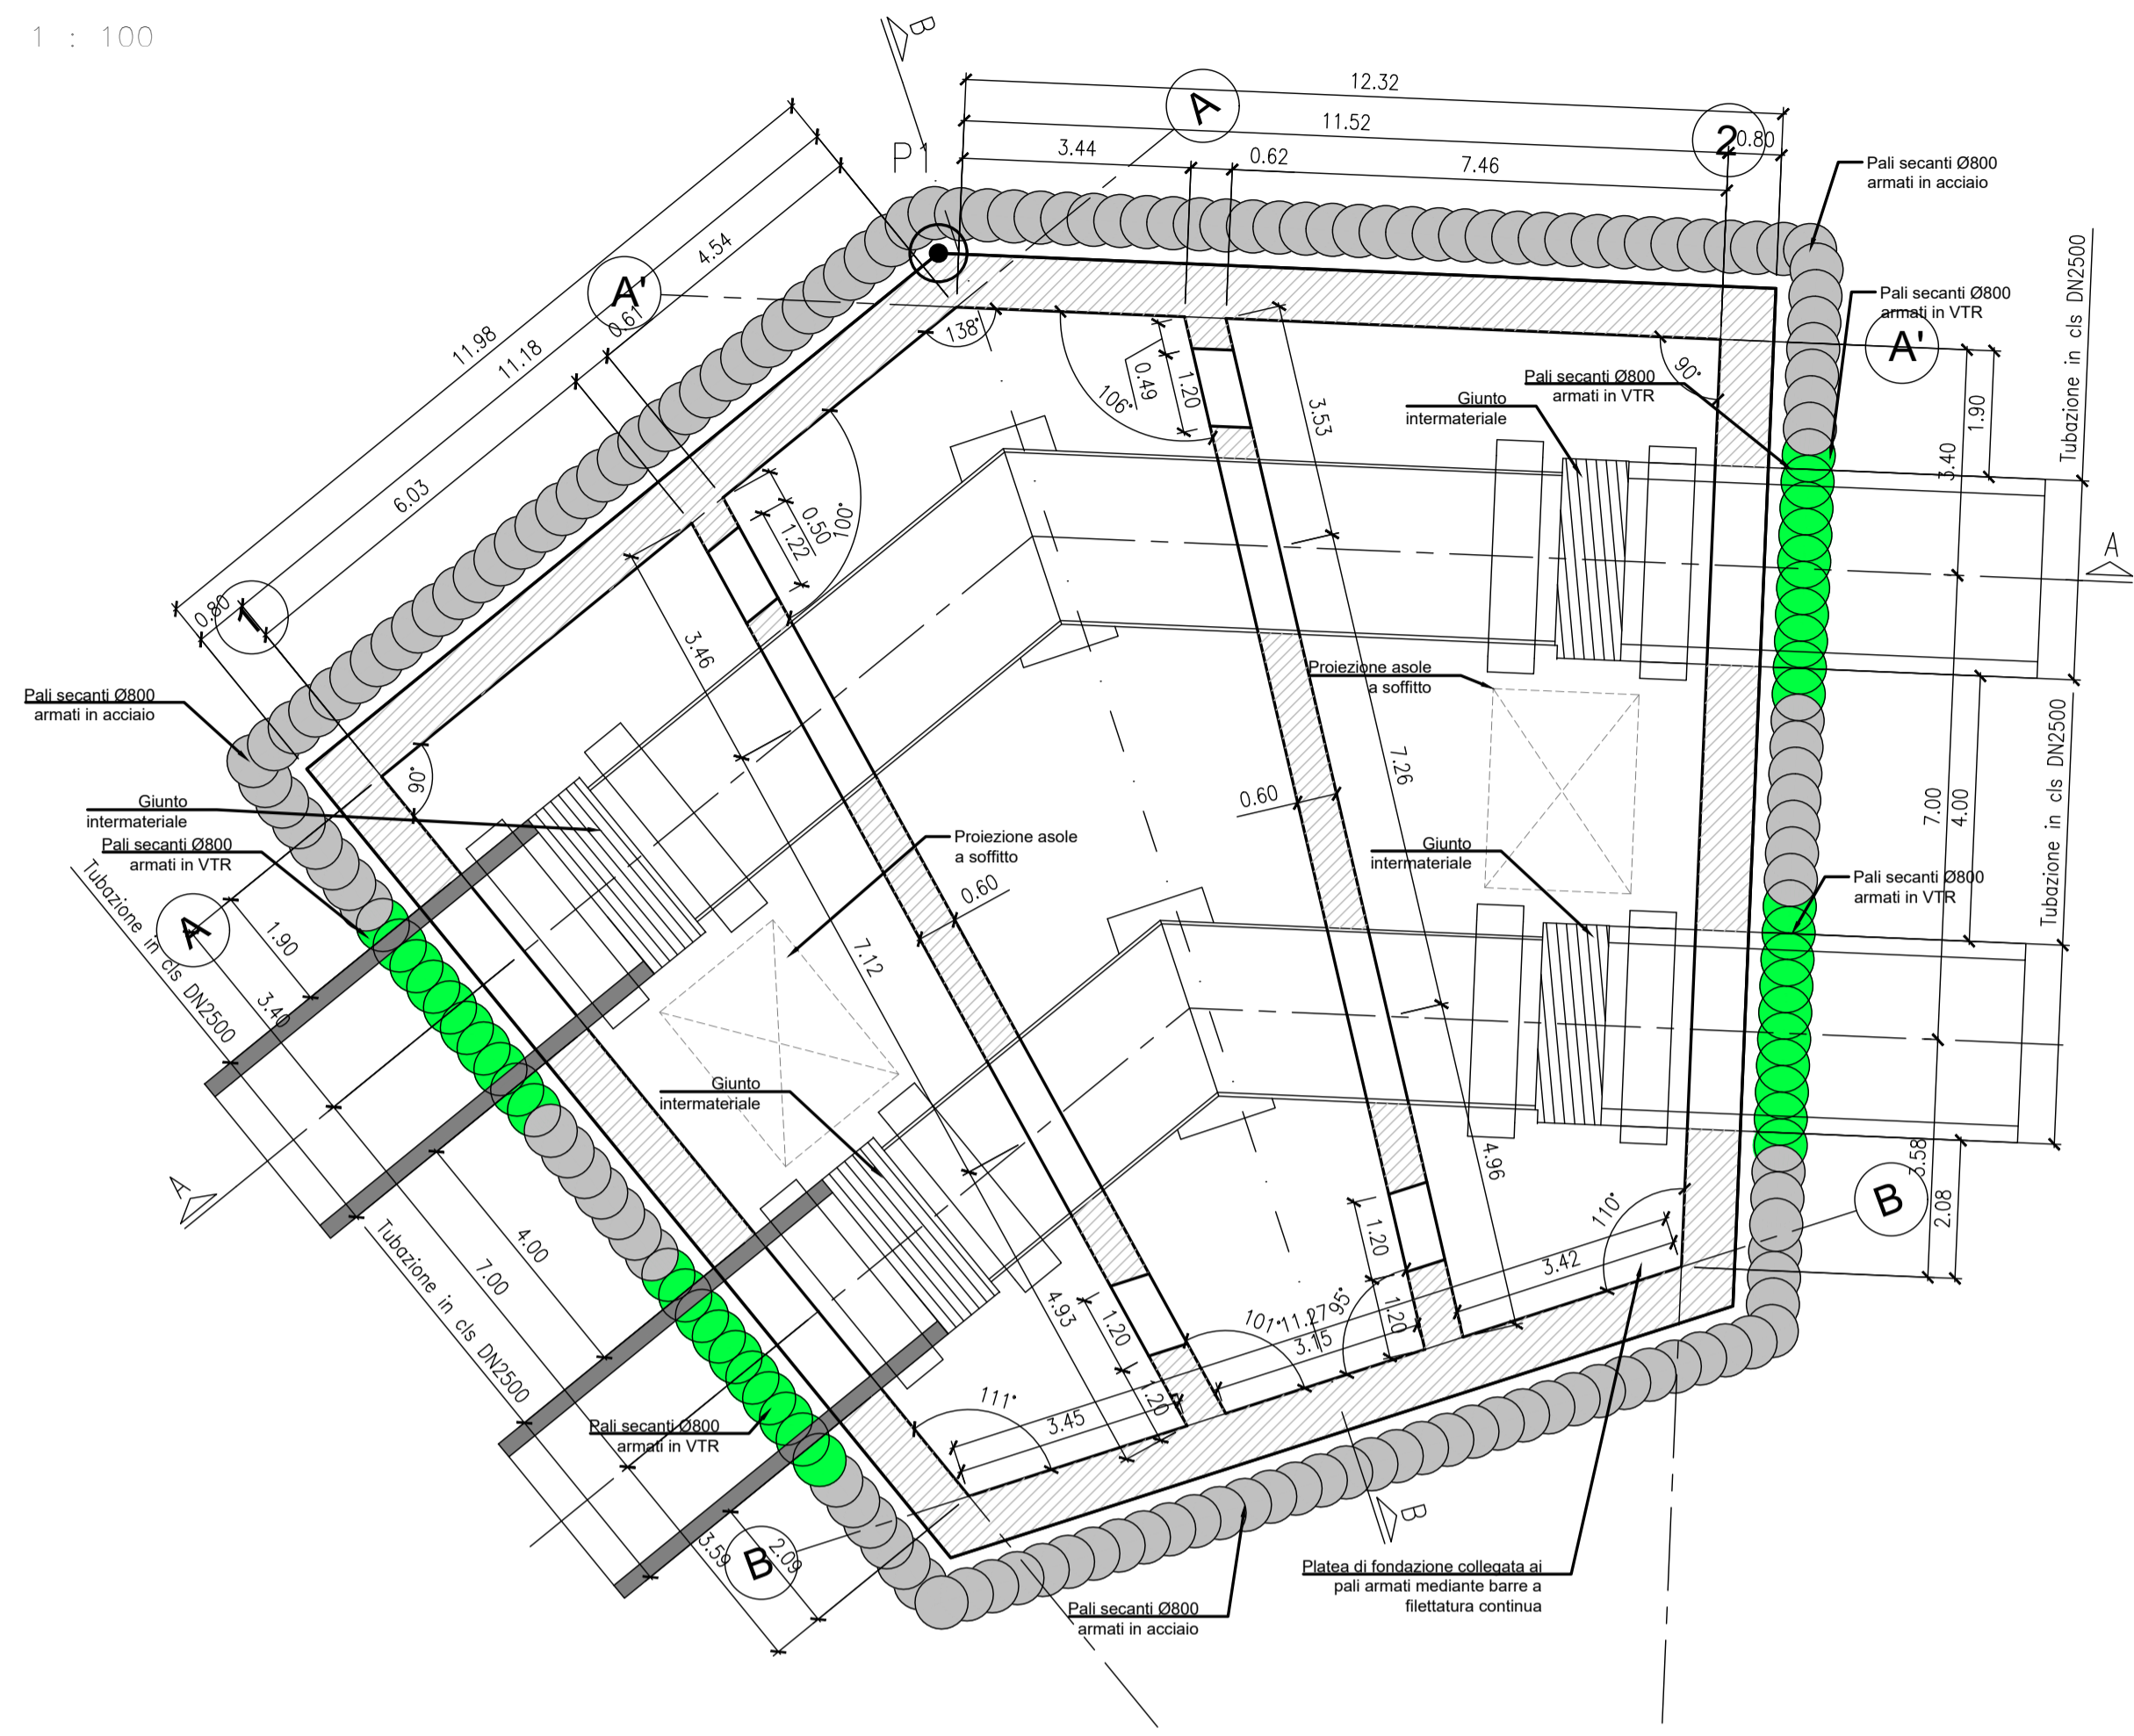 1 : 100
B
12.32
A
11.52
2
0.80
3.44
0.62
7.46
P1
Pali secanti Ø800
armati in acciaio
4.54
A'
0.61
11.98
11.18
6.03
138°
106°
0.49
1.20
3.53
90°
Pali secanti Ø800
armati in VTR
Giunto
intermateriale
Pali secanti Ø800
armati in VTR
A'
Tubazione in cls DN2500
1.90
3.40
A
0.50
1.22
100°
0.80
1
3.46
Pali secanti Ø800
armati in acciaio
90°
Proiezione asole
a soffitto
7.26
0.60
7.00
4.00
Tubazione in cls DN2500
Giunto
intermateriale
Pali secanti Ø800
armati in VTR
Proiezione asole
a soffitto
0.60
Giunto
intermateriale
Pali secanti Ø800
armati in VTR
Tubazione in cls DN2500
A
1.90
3.40
7.12
Giunto
intermateriale
A
4.00
7.00
Tubazione in cls DN2500
4.96
110°
3.58
2.08
B
1.20
3.42
95°
1.20
11.27
101°
3.15
4.93
1.20
1.20
111°
3.45
Pali secanti Ø800
armati in VTR
B
3.59
2.09
B
Platea di fondazione collegata ai
pali armati mediante barre a
filettatura continua
Pali secanti Ø800
armati in acciaio